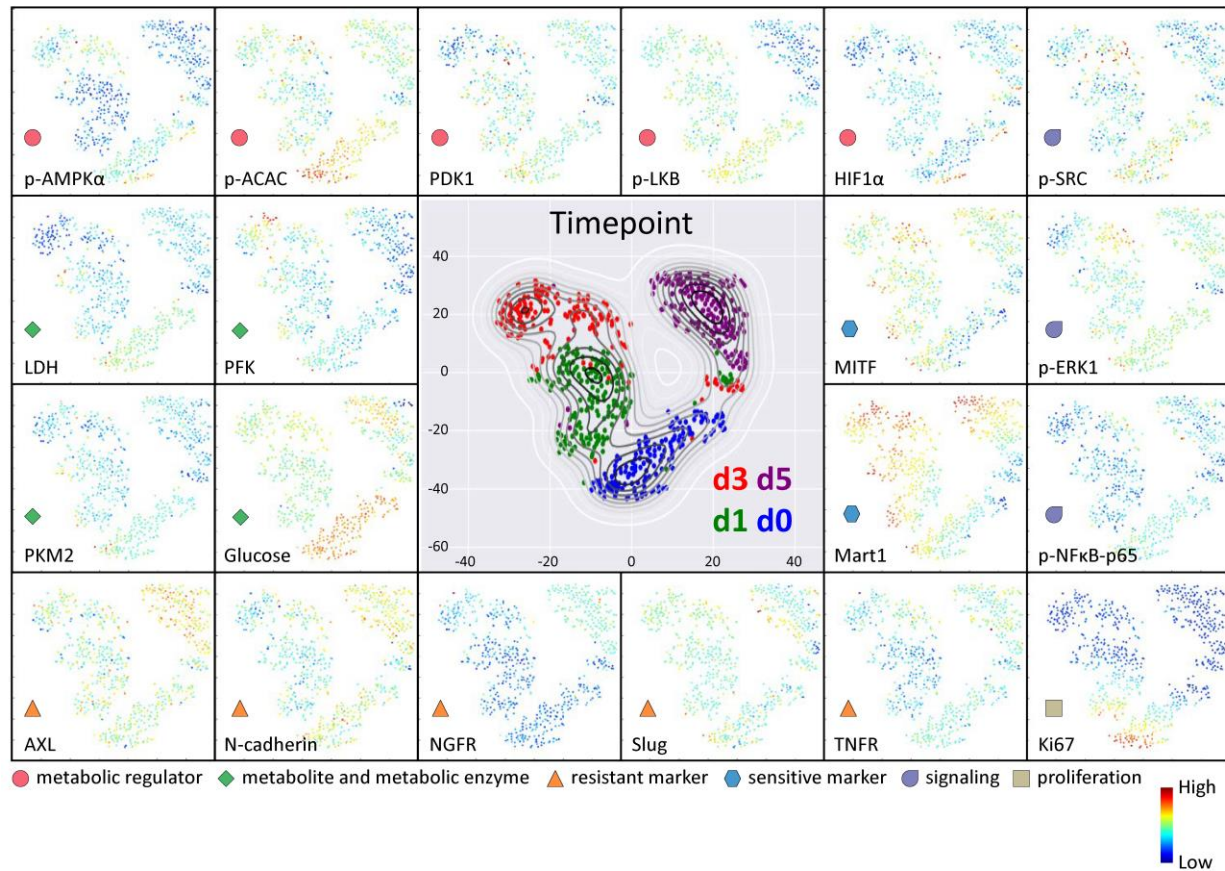 p-AMPKα p-ACAC PDK1 p-LKB HIF1α p-SRC
Timepoint
LDH PFK MITF p-ERK1
40
20
0
-20
-40
-60
-40 -20 0 20 40
d3 d5
d1 d0
PKM2 Glucose Mart1 p-NFκB-p65
AXL N-cadherin NGFR Slug TNFR Ki67
metabolic regulator metabolite and metabolic enzyme resistant marker sensitive marker signaling proliferation
High
Low